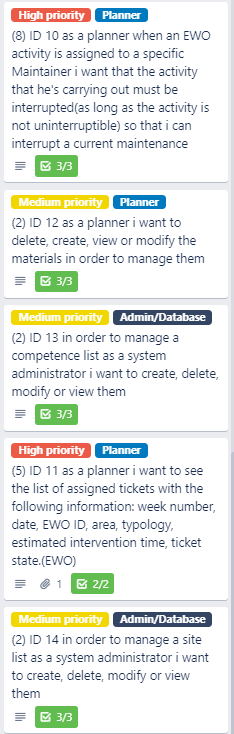 High priority Planner
(8) ID 10 as a planner when an EWO
activity is assigned to a specific
Maintainer i want that the activity
that he's carrying out must be
interrupted(as long as the activity is
not uninterruptible) so that i can
interrupt a current maintenance
3/3
Medium priority Planner
(2) ID 12 as a planner i want to
delete, create, view or modify the
materials in order to manage them
3/3
Medium priority Admin/Database
(2) ID 13 in order to manage a
competence list as a system
administrator i want to create, delete,
modify or view them
3/3
High priority Planner
(5) ID 11 as a planner i want to see
the list of assigned tickets with the
following information: week number,
date, EWO ID, area, typology,
estimated intervention time, ticket
state.(EWO)
1 2/2
Medium priority Admin/Database
(2) ID 14 in order to manage a site
list as a system administrator i want
to create, delete, modify or view
them
3/3